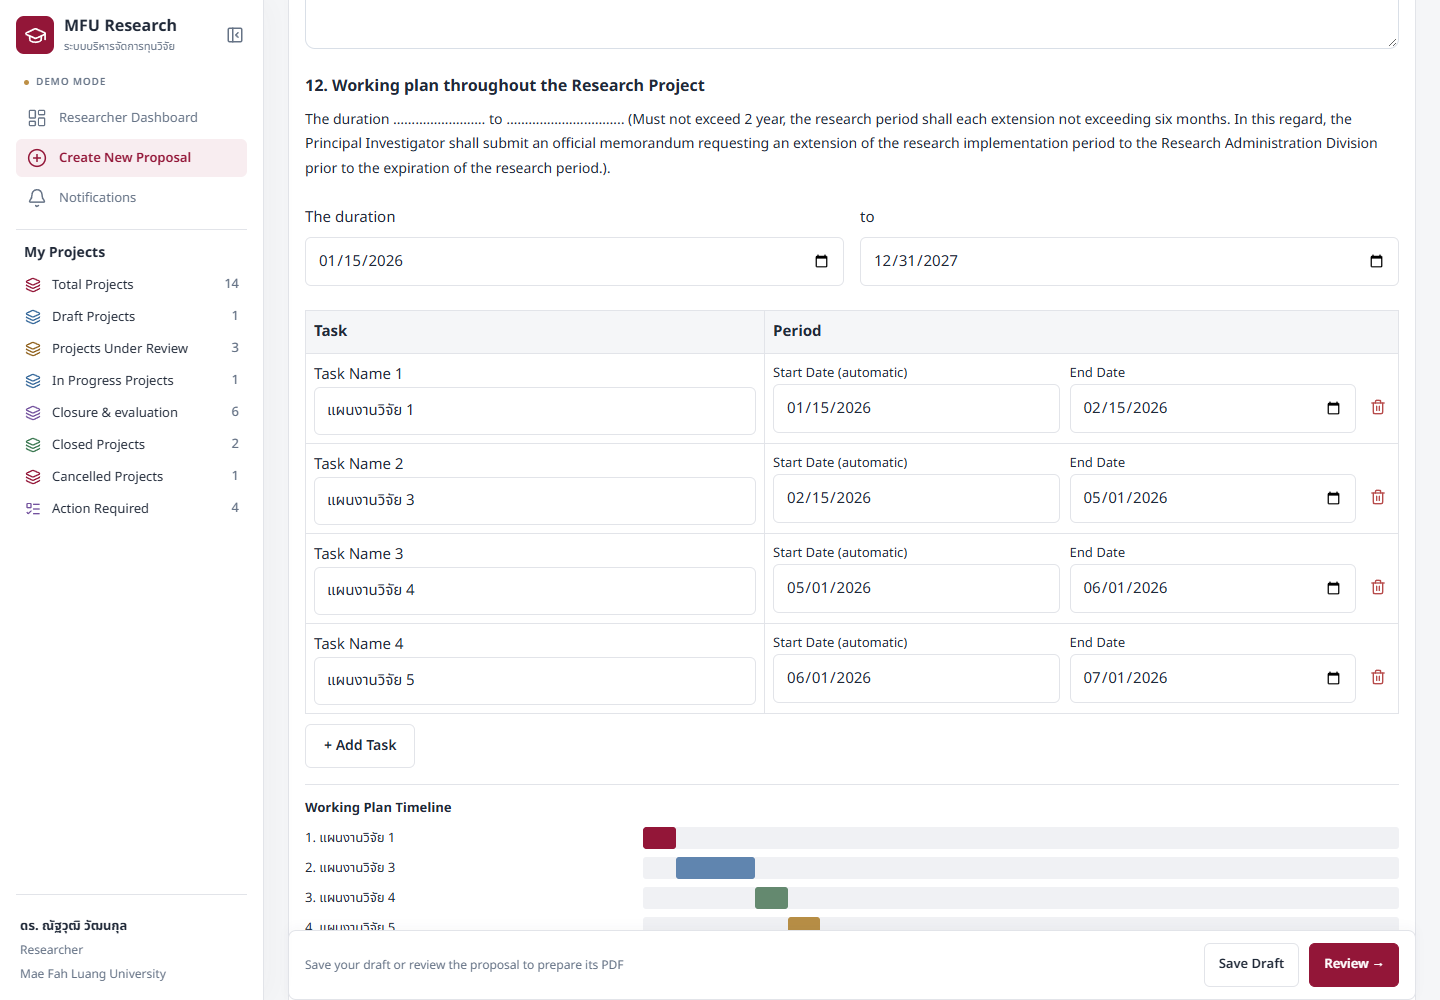 MFU Research
ระบบบริหารจัดการทุนวิจัย
DEMO MODE
Researcher Dashboard
Create New Proposal
Notifications
My Projects
Total Projects 14
Draft Projects 1
Projects Under Review 3
In Progress Projects 1
Closure & evaluation 6
Closed Projects 2
Cancelled Projects 1
Action Required 4
ดร. ณัฐวุฒิ วัฒนกุล
Researcher
Mae Fah Luang University
12. Working plan throughout the Research Project
The duration ......................... to ................................ (Must not exceed 2 year, the research period shall each extension not exceeding six months. In this regard, the
Principal Investigator shall submit an official memorandum requesting an extension of the research implementation period to the Research Administration Division
prior to the expiration of the research period.).
The duration to
01/15/2026 12/31/2027
Task Period
Task Name 1 Start Date (automatic) End Date
แผนงานวิจัย 1 01/15/2026 02/15/2026
Task Name 2 Start Date (automatic) End Date
แผนงานวิจัย 3 02/15/2026 05/01/2026
Task Name 3 Start Date (automatic) End Date
แผนงานวิจัย 4 05/01/2026 06/01/2026
Task Name 4 Start Date (automatic) End Date
แผนงานวิจัย 5 06/01/2026 07/01/2026
+ Add Task
Working Plan Timeline
1. แผนงานวิจัย 1
2. แผนงานวิจัย 3
3. แผนงานวิจัย 4
4. แผนงานวิจัย 5
Save your draft or review the proposal to prepare its PDF
Save Draft
Review →